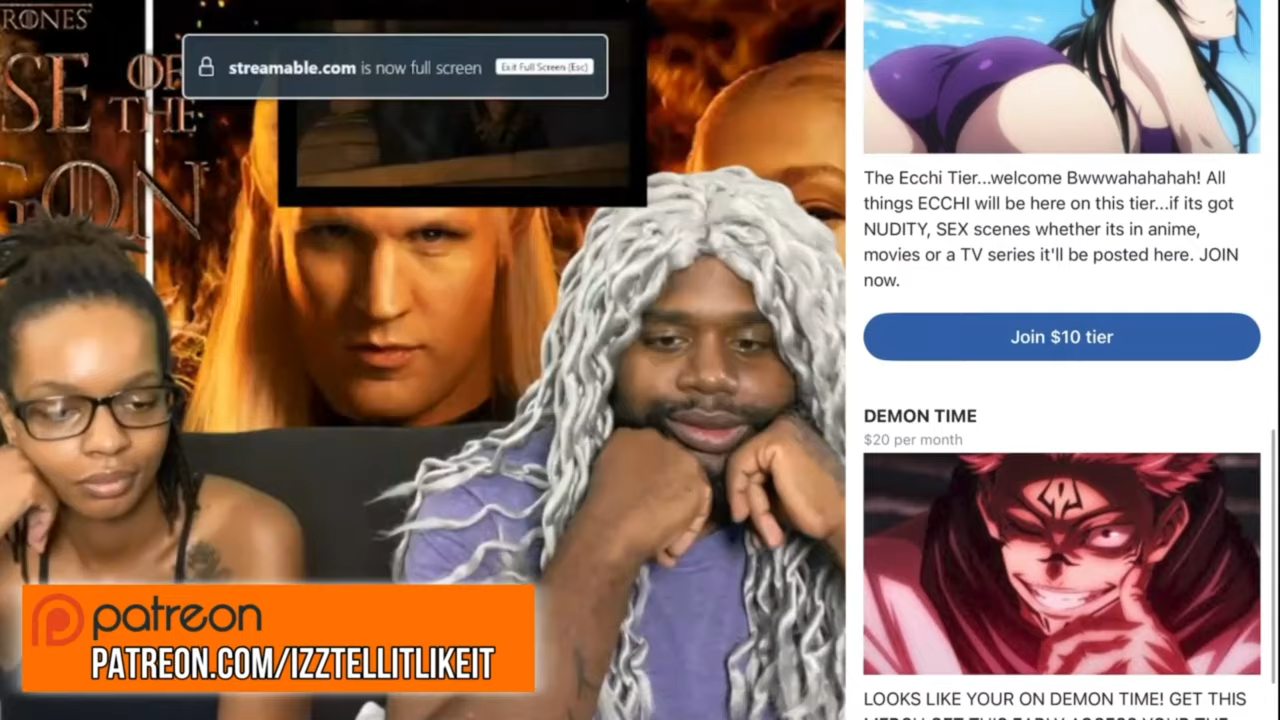 RONES
SE OF
THE
GON
streamable.com is now full screen
Exit Full Screen (Esc)
The Ecchi Tier...welcome Bwwwahahahah! All
things ECCHI will be here on this tier...if its got
NUDITY, SEX scenes whether its in anime,
movies or a TV series it'll be posted here. JOIN
now.
Join $10 tier
DEMON TIME
$20 per month
LOOKS LIKE YOUR ON DEMON TIME! GET THIS
patreon
PATREON.COM/IZZTELLITLIKEIT